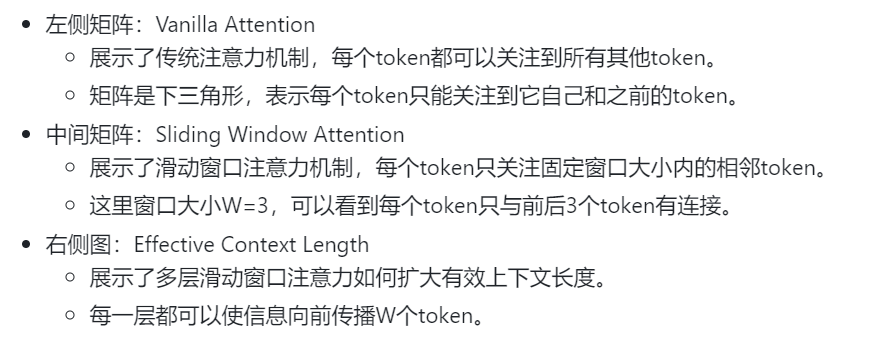 左侧矩阵：Vanilla Attention
展示了传统注意力机制，每个token都可以关注到所有其他token。
矩阵是下三角形，表示每个token只能关注到它自己和之前的token。
中间矩阵：Sliding Window Attention
展示了滑动窗口注意力机制，每个token只关注固定窗口大小内的相邻token。
这里窗口大小W=3，可以看到每个token只与前后3个token有连接。
右侧图：Effective Context Length
展示了多层滑动窗口注意力如何扩大有效上下文长度。
每一层都可以使信息向前传播W个token。